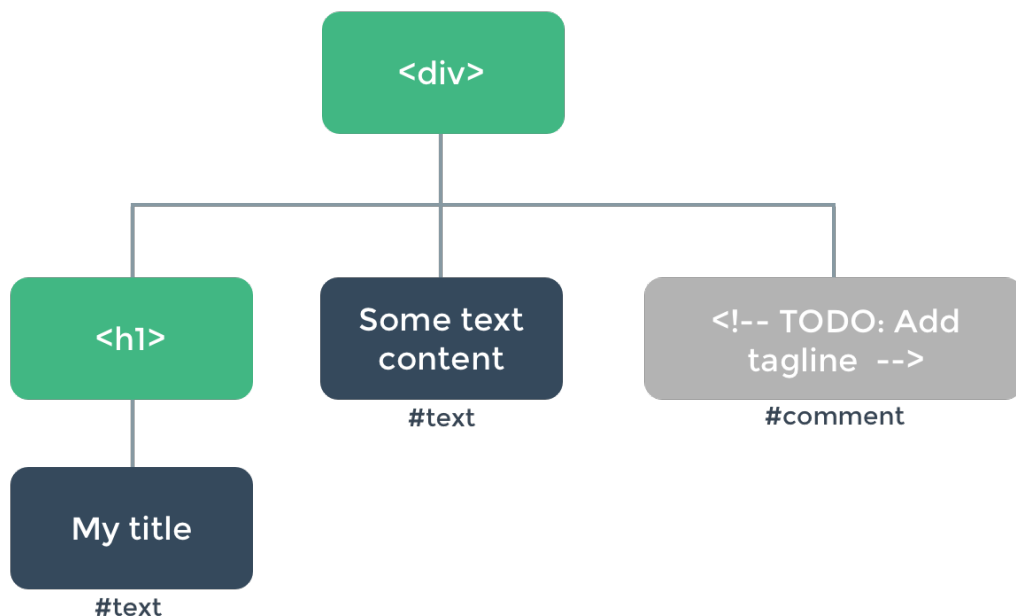 <div>
<h1>
Some text
content
#text
<!-- TODO: Add
tagline -->
#comment
My title
#text